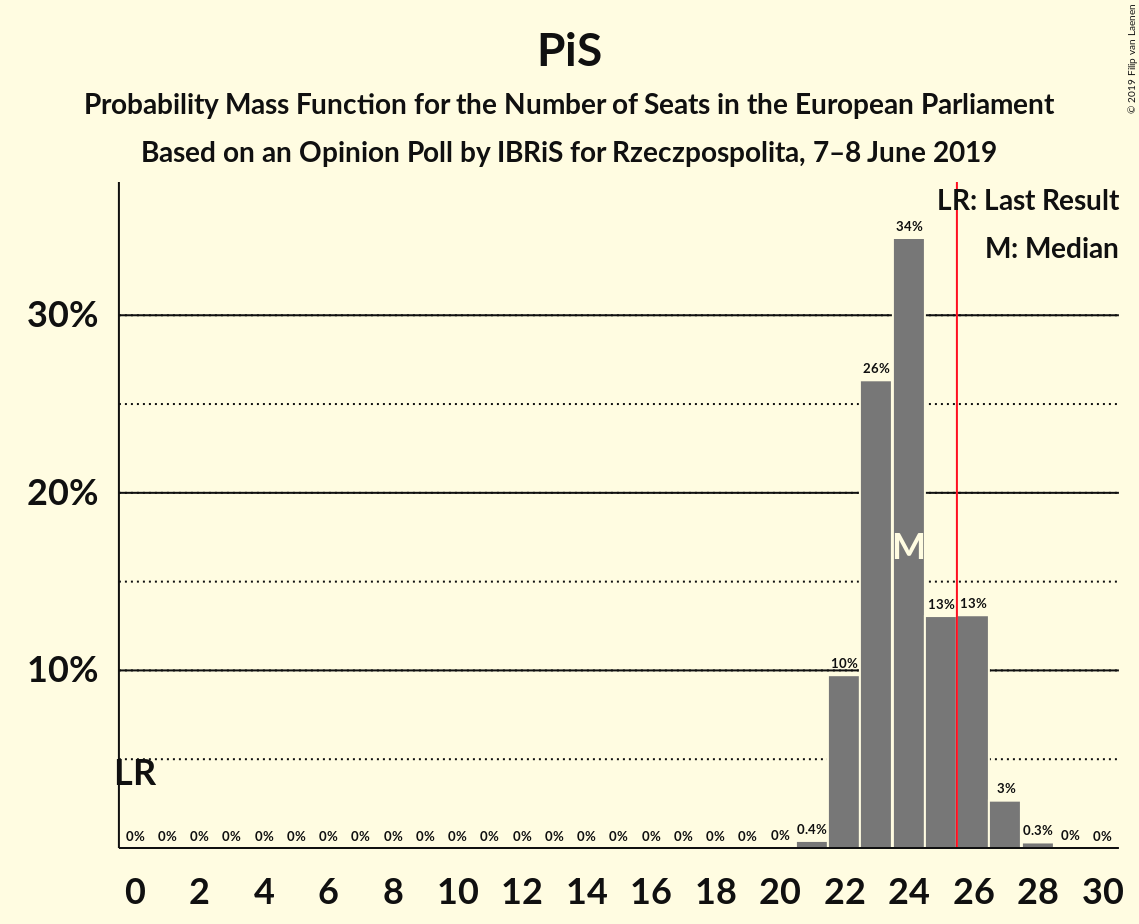 © 2019 Filip van Laenen
PiS
Probability Mass Function for the Number of Seats in the European Parliament
Based on an Opinion Poll by IBRiS for Rzeczpospolita, 7–8 June 2019
LR: Last Result
M: Median
34%
30%
26%
20%
M
13% 13%
10%
10%
LR
3%
0% 0% 0% 0% 0% 0% 0% 0% 0% 0% 0% 0% 0% 0% 0% 0% 0% 0% 0% 0% 0% 0.4% 0.3% 0% 0%
0 2 4 6 8 10 12 14 16 18 20 22 24 26 28 30